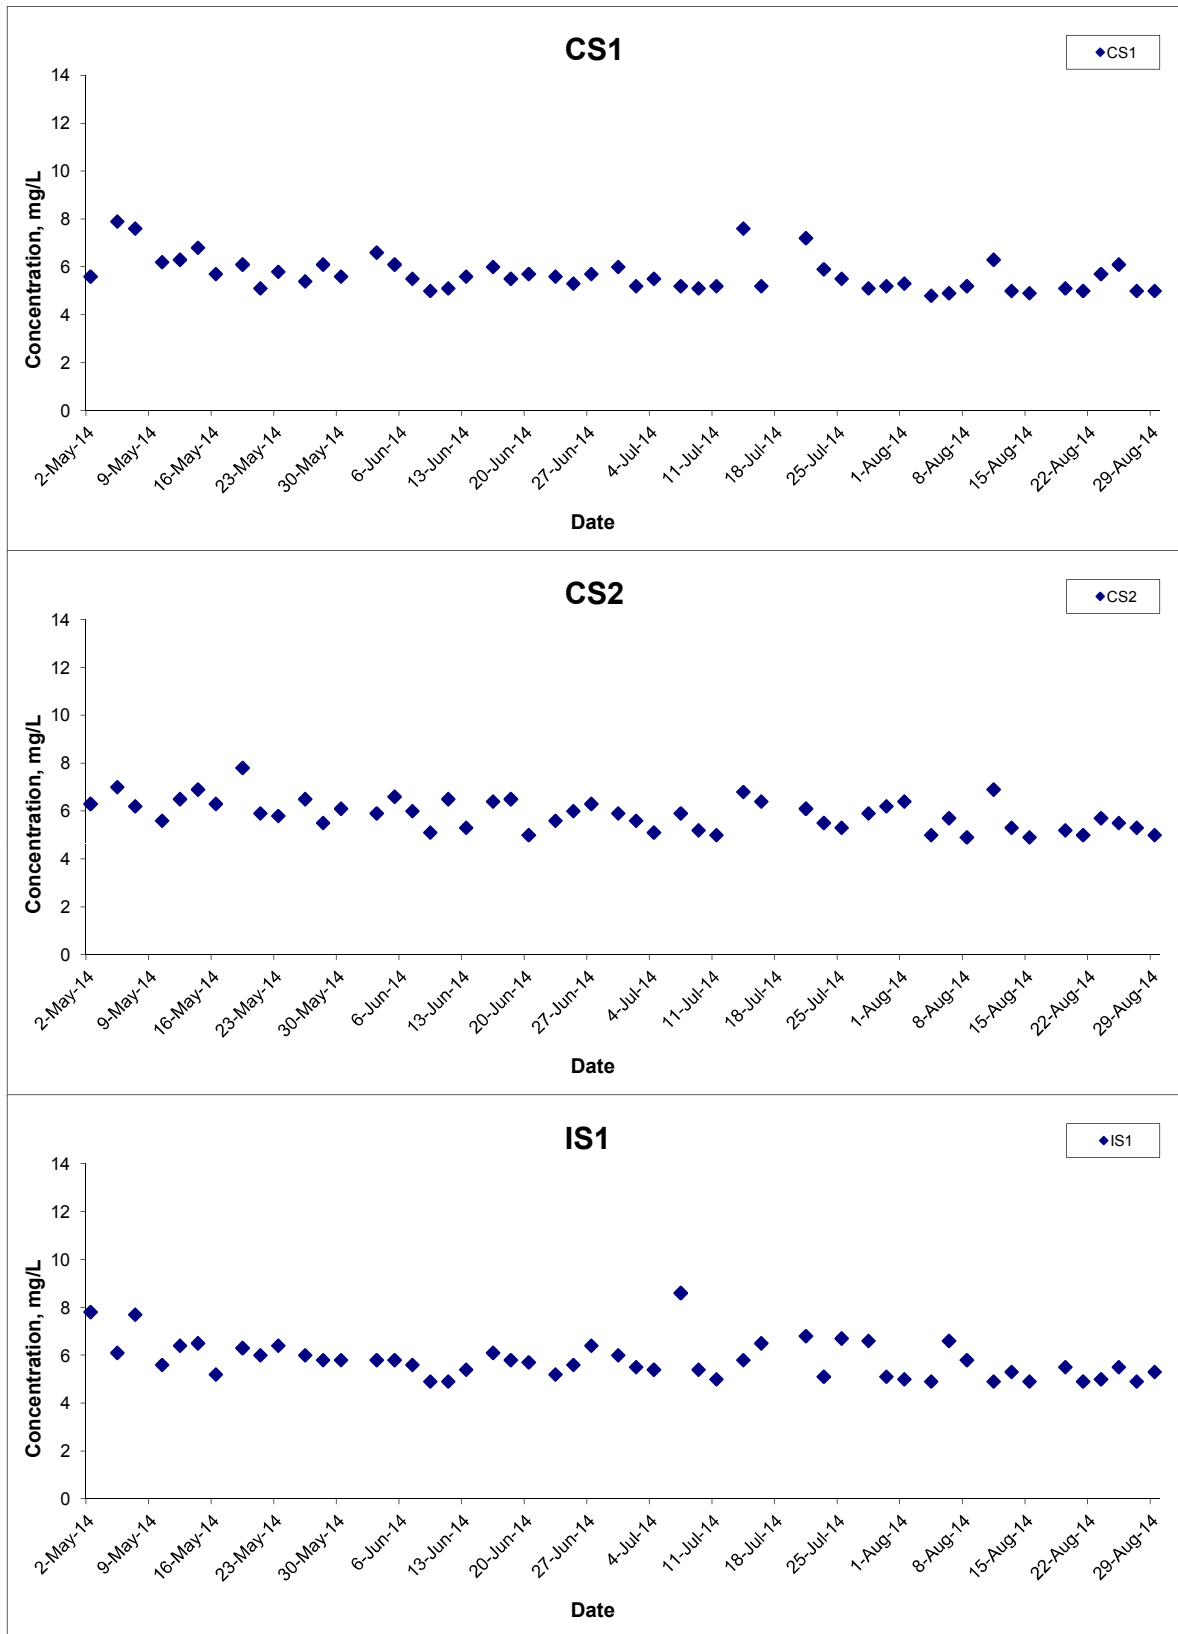 CS1
CS1
14
12
10
8
6
4
2
0
Concentration, mg/L
2-May-14
9-May-14
16-May-14
23-May-14
30-May-14
6-Jun-14
13-Jun-14
20-Jun-14
27-Jun-14
4-Jul-14
11-Jul-14
18-Jul-14
25-Jul-14
1-Aug-14
8-Aug-14
15-Aug-14
22-Aug-14
29-Aug-14
Date
CS2
CS2
14
12
10
8
6
4
2
0
Concentration, mg/L
2-May-14
9-May-14
16-May-14
23-May-14
30-May-14
6-Jun-14
13-Jun-14
20-Jun-14
27-Jun-14
4-Jul-14
11-Jul-14
18-Jul-14
25-Jul-14
1-Aug-14
8-Aug-14
15-Aug-14
22-Aug-14
29-Aug-14
Date
IS1
IS1
14
12
10
8
6
4
2
0
Concentration, mg/L
2-May-14
9-May-14
16-May-14
23-May-14
30-May-14
6-Jun-14
13-Jun-14
20-Jun-14
27-Jun-14
4-Jul-14
11-Jul-14
18-Jul-14
25-Jul-14
1-Aug-14
8-Aug-14
15-Aug-14
22-Aug-14
29-Aug-14
Date